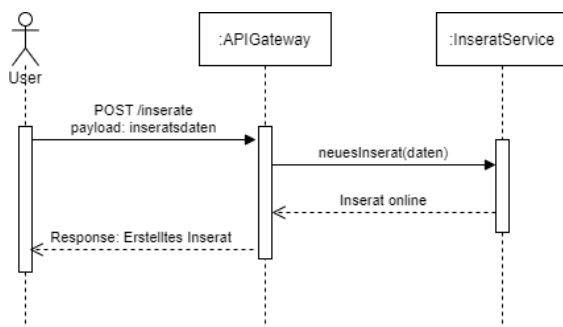 :APIGateway
:InseratService
User
POST /inserate
payload: inseratsdaten
neuesInserat(daten)
Inserat online
Response: Erstelltes Inserat